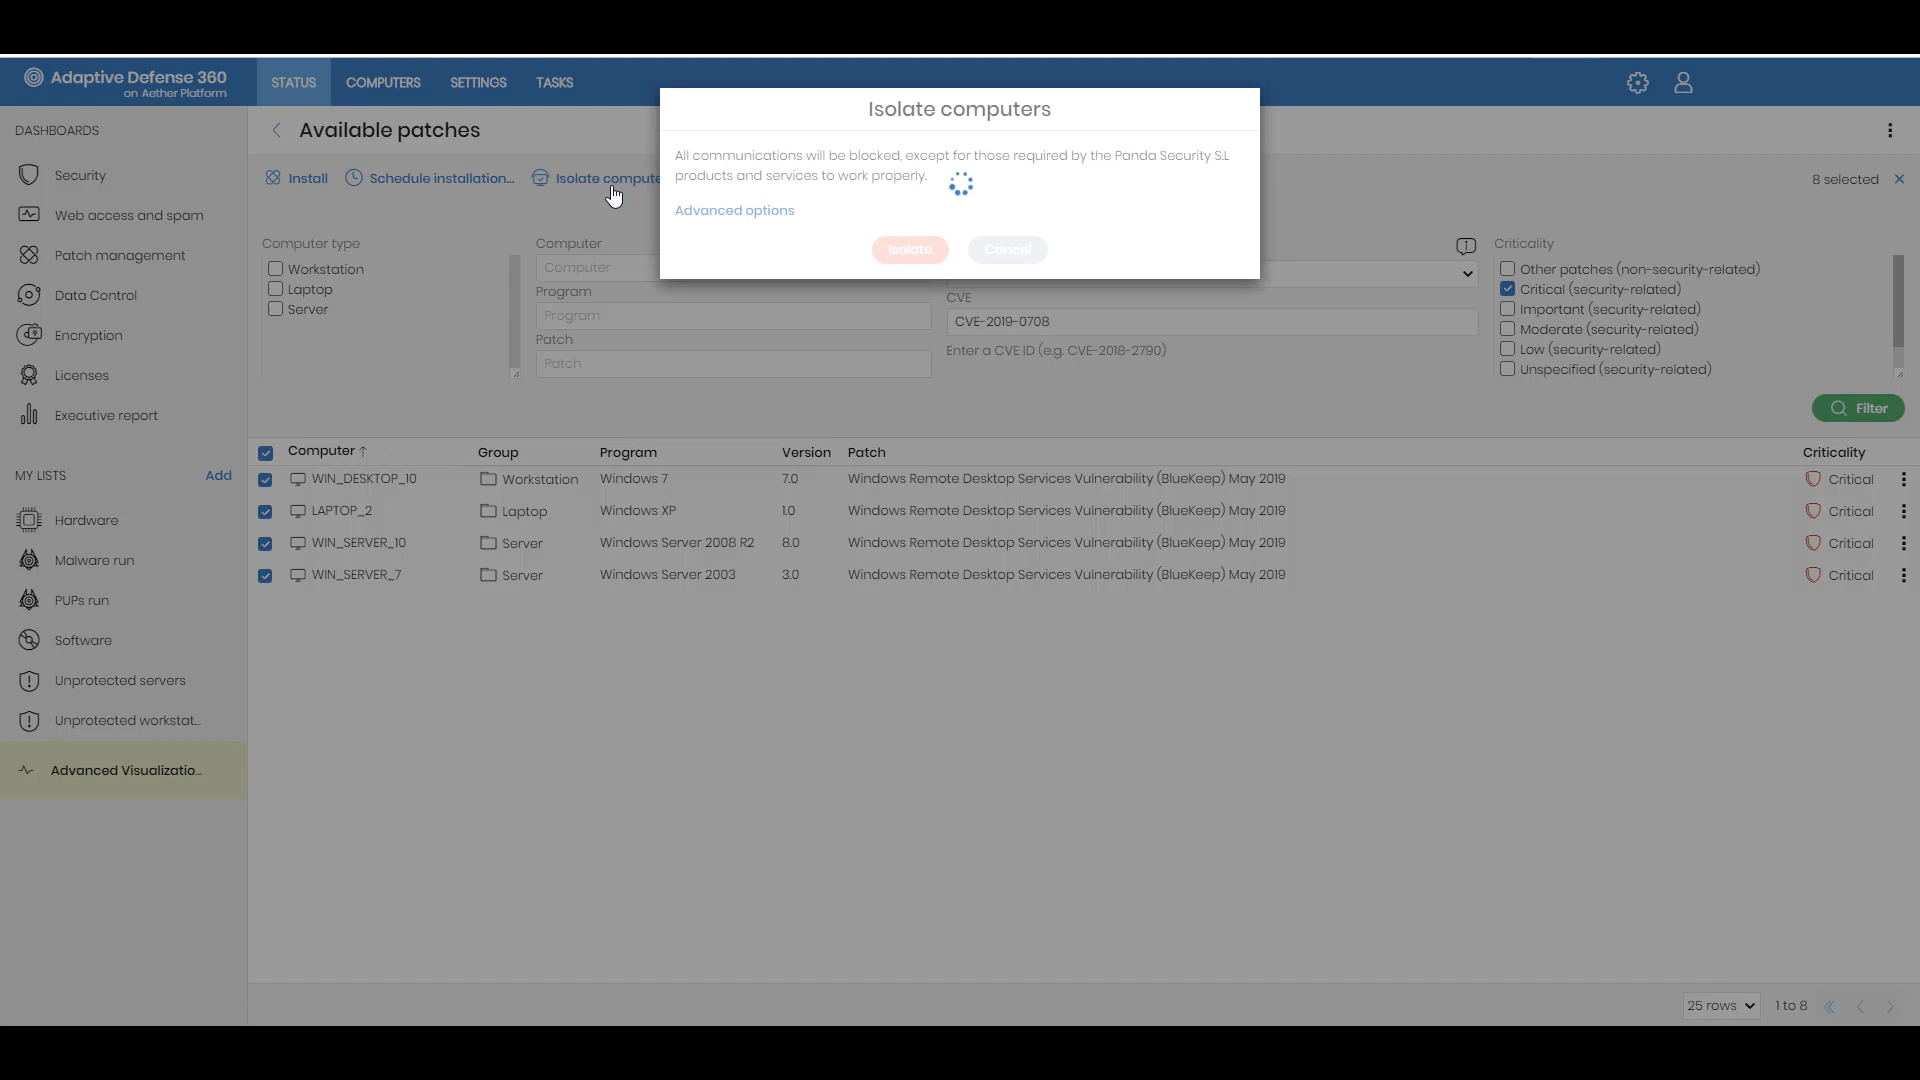 Adaptive Defense 360
on Aether Platform
STATUS
COMPUTERS
SETTINGS
TASKS
DASHBOARDS
Security
Web access and spam
Patch management
Data Control
Encryption
Licenses
Executive report
MY LISTS
Add
Hardware
Malware run
PUPs run
Software
Unprotected servers
Unprotected workstat...
Advanced Visualizatio...
Available patches
Install
Schedule installation...
Isolate compute
8 selected
Isolate computers
All communications will be blocked, except for those required by the Panda Security S.L
products and services to work properly.
Advanced options
Isolate
Cancel
Computer type
Workstation
Laptop
Server
Computer
Computer
Program
Program
Patch
Patch
CVE
CVE-2019-0708
Enter a CVE ID (e.g. CVE-2018-2790)
Criticality
Other patches (non-security-related)
Critical (security-related)
Important (security-related)
Moderate (security-related)
Low (security-related)
Unspecified (security-related)
Filter
Computer Group Program Version Patch Criticality
WIN_DESKTOP_10 Workstation Windows 7 7.0 Windows Remote Desktop Services Vulnerability (BlueKeep) May 2019 Critical
LAPTOP_2 Laptop Windows XP 1.0 Windows Remote Desktop Services Vulnerability (BlueKeep) May 2019 Critical
WIN_SERVER_10 Server Windows Server 2008 R2 8.0 Windows Remote Desktop Services Vulnerability (BlueKeep) May 2019 Critical
WIN_SERVER_7 Server Windows Server 2003 3.0 Windows Remote Desktop Services Vulnerability (BlueKeep) May 2019 Critical
25 rows
1 to 8